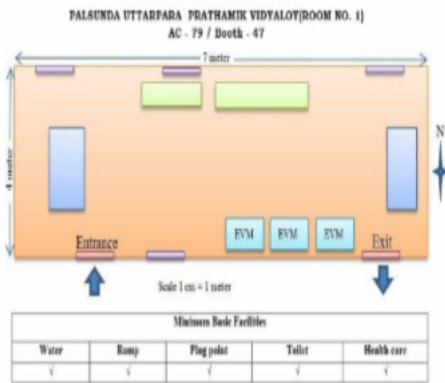 PALSUNDA UTTARPARA PRATHAMIK VIDYALOT(ROOM NO. 1)
AC - 79 / Booth - 47
7 meter
4 meter
N
EVM EVM EVM
Entrance Exit
Scale 1 cm = 1 meter
Minimum Basic Facilities
Water Ramp Plug point Toilet Health care
√ √ √ √ √